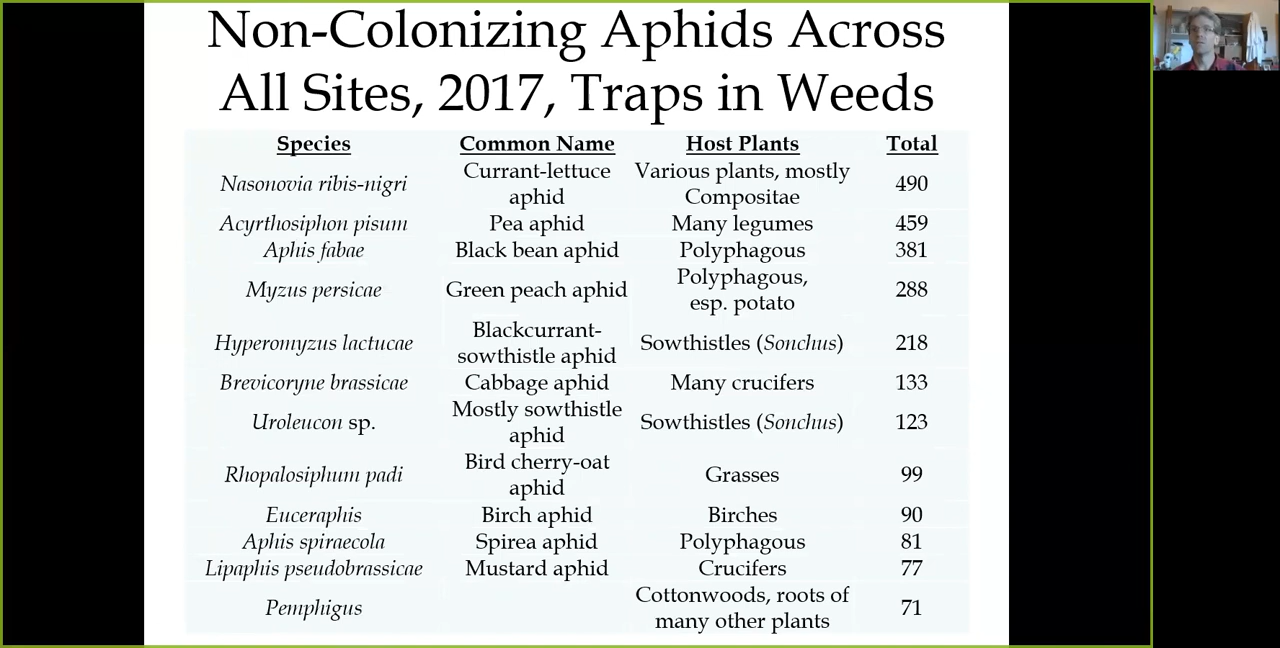 Non-Colonizing Aphids Across
All Sites, 2017, Traps in Weeds
Species Common Name Host Plants Total
Nasonovia ribis-nigri Currant-lettuce aphid Various plants, mostly Compositae 490
Acyrthosiphon pisum Pea aphid Many legumes 459
Aphis fabae Black bean aphid Polyphagous 381
Myzus persicae Green peach aphid Polyphagous, esp. potato 288
Hyperomyzus lactucae Blackcurrant-sowthistle aphid Sowthistles (Sonchus) 218
Brevicoryne brassicae Cabbage aphid Many crucifers 133
Uroleucon sp. Mostly sowthistle aphid Sowthistles (Sonchus) 123
Rhopalosiphum padi Bird cherry-oat aphid Grasses 99
Euceraphis Birch aphid Birches 90
Aphis spiraecola Spirea aphid Polyphagous 81
Lipaphis pseudobrassicae Mustard aphid Crucifers 77
Pemphigus Cottonwoods, roots of many other plants 71